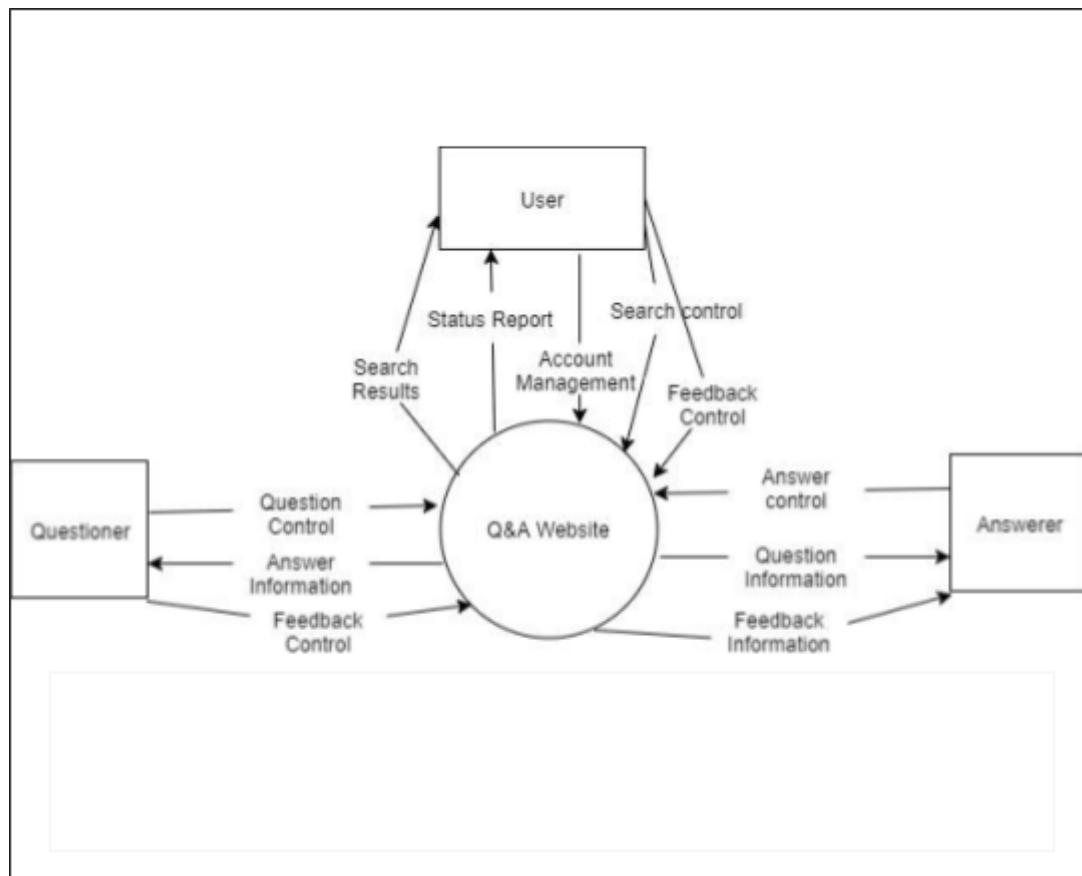 User
Status Report
Search control
Search
Results
Account
Management
Feedback
Control
Questioner
Question
Control
Answer
Information
Feedback
Control
Q&A Website
Answer
control
Question
Information
Feedback
Information
Answerer